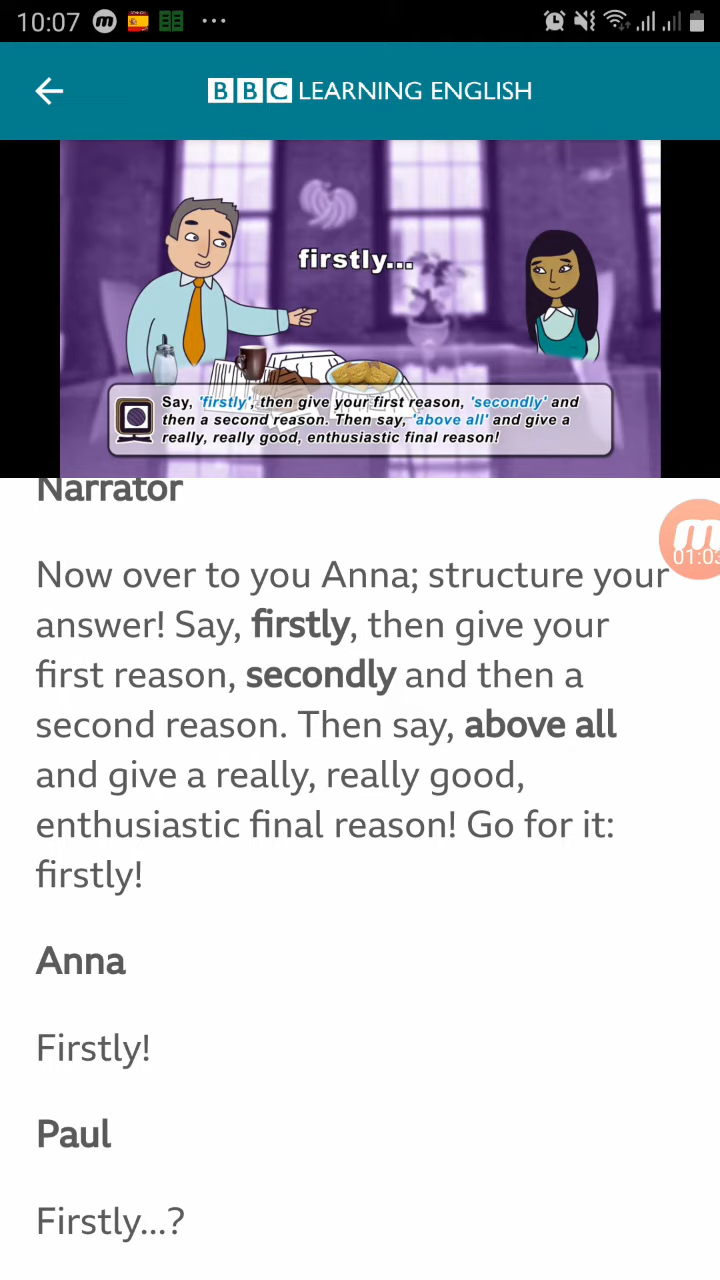 10:07
BBC LEARNING ENGLISH
firstly...
Say, 'firstly', then give your first reason, 'secondly' and
then a second reason. Then say, 'above all' and give a
really, really good, enthusiastic final reason!
Narrator
Now over to you Anna; structure your
answer! Say, firstly, then give your
first reason, secondly and then a
second reason. Then say, above all
and give a really, really good,
enthusiastic final reason! Go for it:
firstly!
Anna
Firstly!
Paul
Firstly...?